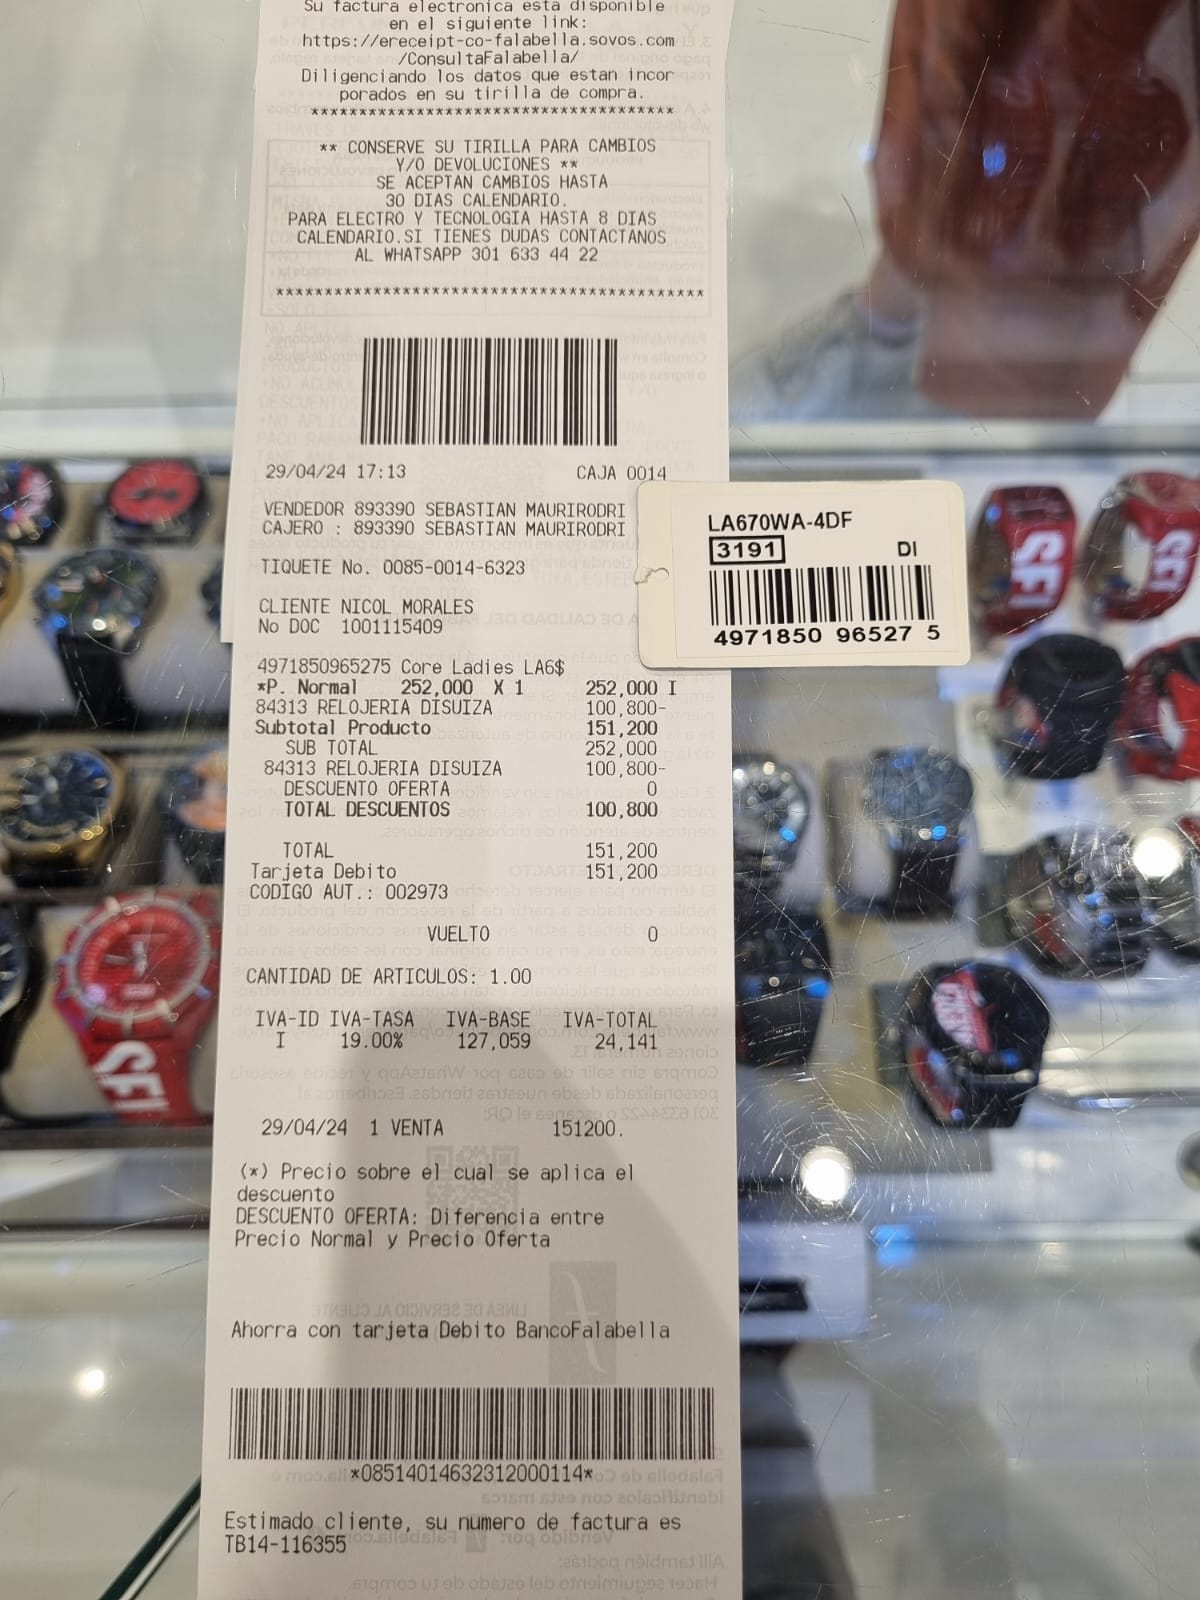 Su factura electronica esta disponible
en el siguiente link:
https://ereceipt-co-falabella.sovos.com
/ConsultaFalabella/
Diligenciando los datos que estan incor
porados en su tirilla de compra.
****************************************
** CONSERVE SU TIRILLA PARA CAMBIOS
Y/O DEVOLUCIONES **
SE ACEPTAN CAMBIOS HASTA
30 DIAS CALENDARIO.
PARA ELECTRO Y TECNOLOGIA HASTA 8 DIAS
CALENDARIO.SI TIENES DUDAS CONTACTANOS
AL WHATSAPP 301 633 44 22
****************************************
29/04/24 17:13 CAJA 0014
VENDEDOR 893390 SEBASTIAN MAURIRODRI
CAJERO : 893390 SEBASTIAN MAURIRODRI
TIQUETE No. 0085-0014-6323
CLIENTE NICOL MORALES
No DOC 1001115409
4971850965275 Core Ladies LA6$
*P. Normal 252,000 X 1 252,000 I
84313 RELOJERIA DISUIZA 100,800-
Subtotal Producto 151,200
SUB TOTAL 252,000
84313 RELOJERIA DISUIZA 100,800-
DESCUENTO OFERTA 0
TOTAL DESCUENTOS 100,800
TOTAL 151,200
Tarjeta Debito 151,200
CODIGO AUT.: 002973
VUELTO 0
CANTIDAD DE ARTICULOS: 1.00
IVA-ID IVA-TASA IVA-BASE IVA-TOTAL
I 19.00% 127,059 24,141
29/04/24 1 VENTA 151200.
(*) Precio sobre el cual se aplica el
descuento
DESCUENTO OFERTA: Diferencia entre
Precio Normal y Precio Oferta
Ahorra con tarjeta Debito BancoFalabella
*08514014632312000114*
Estimado cliente, su numero de factura es
TB14-116355
LA670WA-4DF
3191 DI
4971850 96527 5
SFI
SFI
SFI